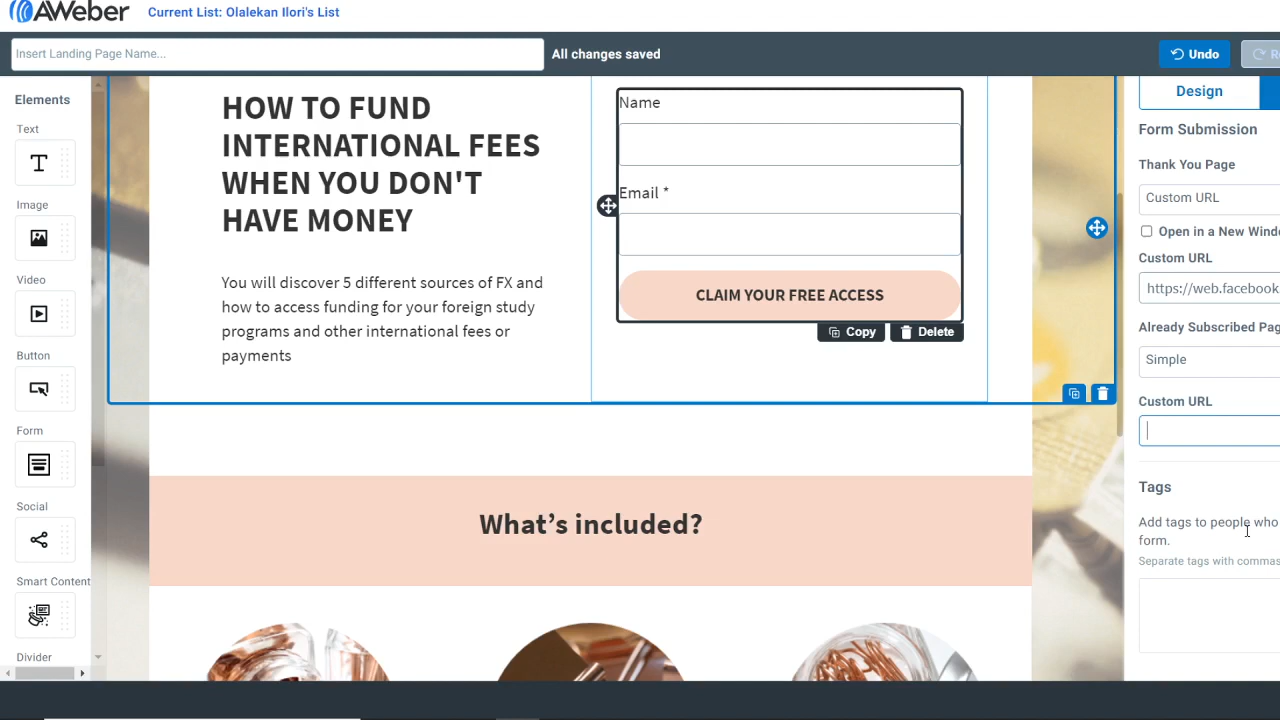 AWeber
Current List: Olalekan Ilori's List
Insert Landing Page Name...
All changes saved
Undo
Elements
Text
Image
Video
Button
Form
Social
Smart Content
Divider
HOW TO FUND
INTERNATIONAL FEES
WHEN YOU DON'T
HAVE MONEY
You will discover 5 different sources of FX and
how to access funding for your foreign study
programs and other international fees or
payments
Name
Email *
CLAIM YOUR FREE ACCESS
Copy
Delete
What's included?
Design
Form Submission
Thank You Page
Custom URL
Open in a New Windo
Custom URL
https://web.facebook
Already Subscribed Pag
Simple
Custom URL
Tags
Add tags to people who
form.
Separate tags with commas